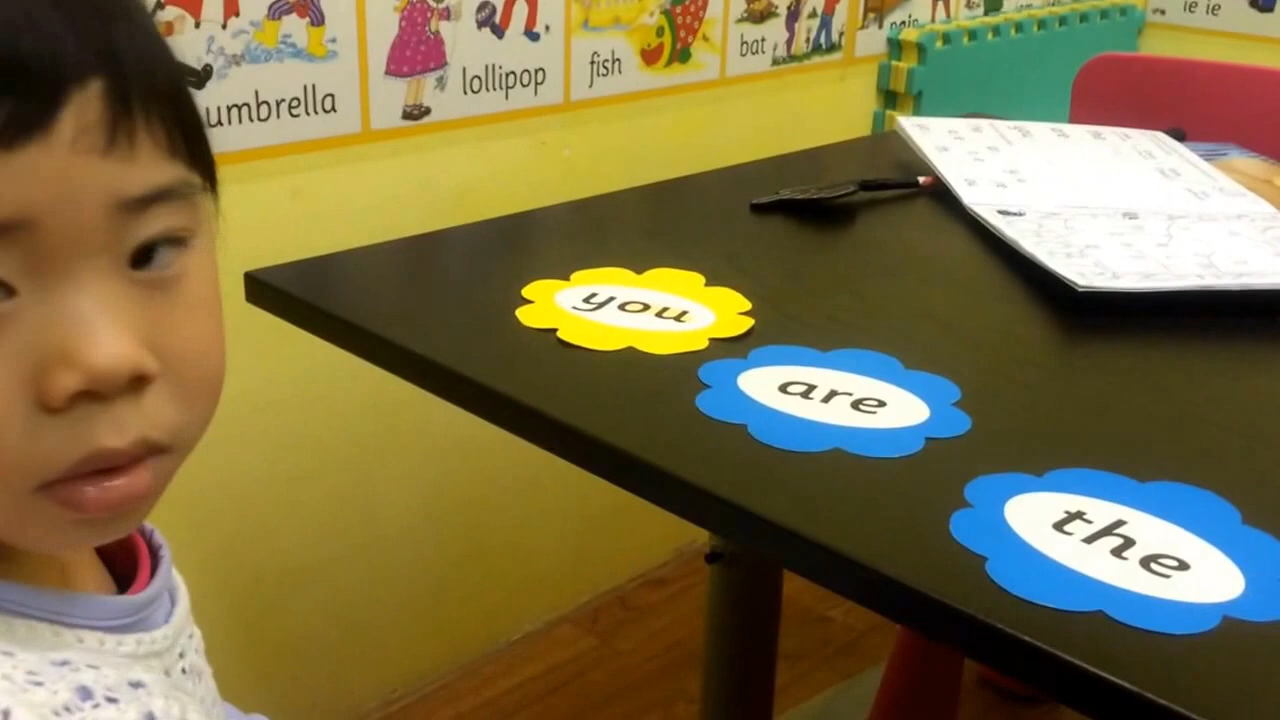 umbrella
lollipop
fish
bat
ie ie
you
are
the